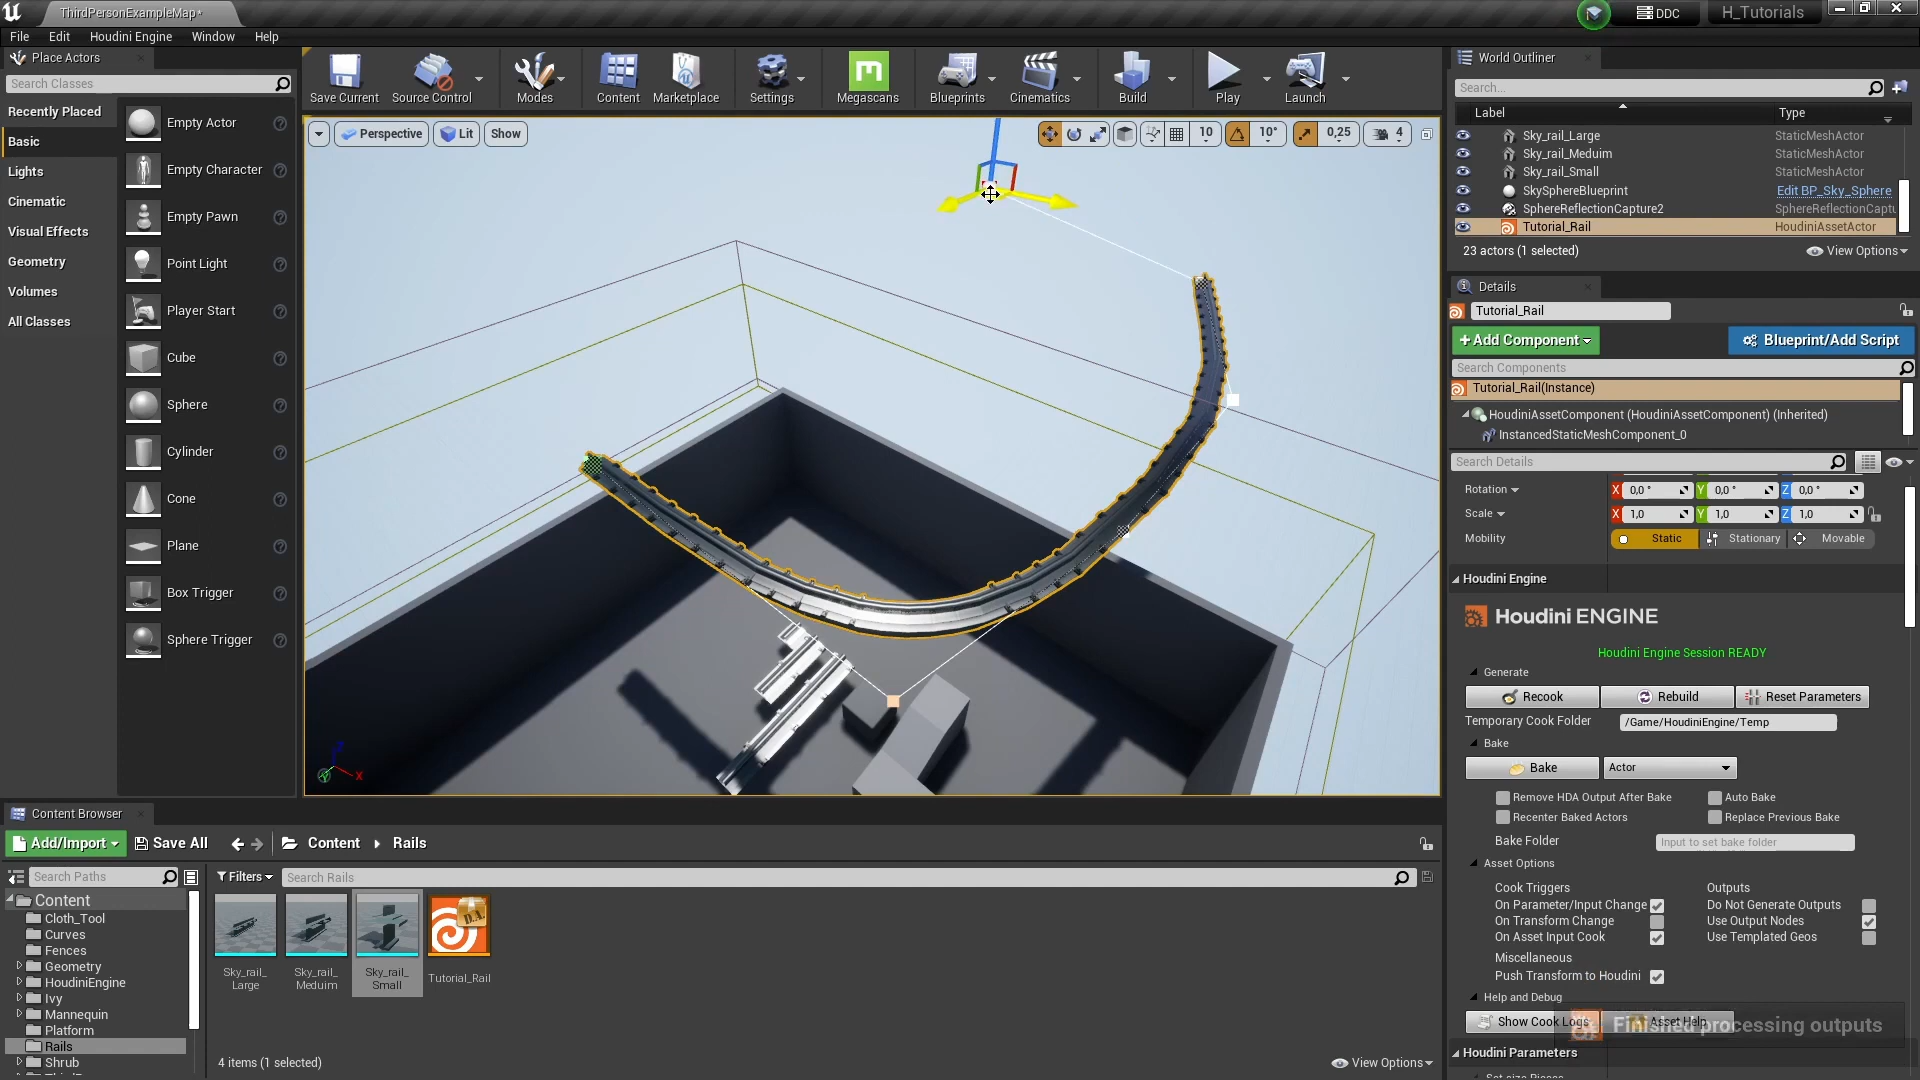 ThirdPersonExampleMap*
DDC
H_Tutorials
File
Edit
Houdini Engine
Window
Help
Place Actors
Search Classes
Recently Placed
Basic
Lights
Cinematic
Visual Effects
Geometry
Volumes
All Classes
Empty Actor
Empty Character
Empty Pawn
Point Light
Player Start
Cube
Sphere
Cylinder
Cone
Plane
Box Trigger
Sphere Trigger
Save Current
Source Control
Modes
Content
Marketplace
Settings
Megascans
Blueprints
Cinematics
Build
Play
Launch
Perspective
Lit
Show
10
10°
0,25
4
Z
X
World Outliner
Search...
Label
Type
Sky_rail_Large
StaticMeshActor
Sky_rail_Meduim
StaticMeshActor
Sky_rail_Small
StaticMeshActor
SkySphereBlueprint
Edit BP_Sky_Sphere
SphereReflectionCapture2
SphereReflectionCaptu
Tutorial_Rail
HoudiniAssetActor
23 actors (1 selected)
View Options
Details
Tutorial_Rail
+Add Component
Blueprint/Add Script
Search Components
Tutorial_Rail(Instance)
HoudiniAssetComponent (HoudiniAssetComponent) (Inherited)
InstancedStaticMeshComponent_0
Search Details
Rotation
X 0,0 °
Y 0,0 °
Z 0,0 °
Scale
X 1,0
Y 1,0
Z 1,0
Mobility
Static
Stationary
Movable
Houdini Engine
Houdini ENGINE
Houdini Engine Session READY
Generate
Recook
Rebuild
Reset Parameters
Temporary Cook Folder
/Game/HoudiniEngine/Temp
Bake
Bake
Actor
Remove HDA Output After Bake
Auto Bake
Recenter Baked Actors
Replace Previous Bake
Bake Folder
Input to set bake folder
Asset Options
Cook Triggers
Outputs
On Parameter/Input Change
Do Not Generate Outputs
On Transform Change
Use Output Nodes
On Asset Input Cook
Use Templated Geos
Miscellaneous
Push Transform to Houdini
Help and Debug
Show Cook Logs
Asset Help
Finished processing outputs
Houdini Parameters
Content Browser
Add/Import
Save All
Content
Rails
Search Paths
Filters
Search Rails
Content
Cloth_Tool
Curves
Fences
Geometry
HoudiniEngine
Ivy
Mannequin
Platform
Rails
Shrub
Sky_rail_
Large
Sky_rail_
Meduim
Sky_rail_
Small
D.A.
Tutorial_Rail
4 items (1 selected)
View Options